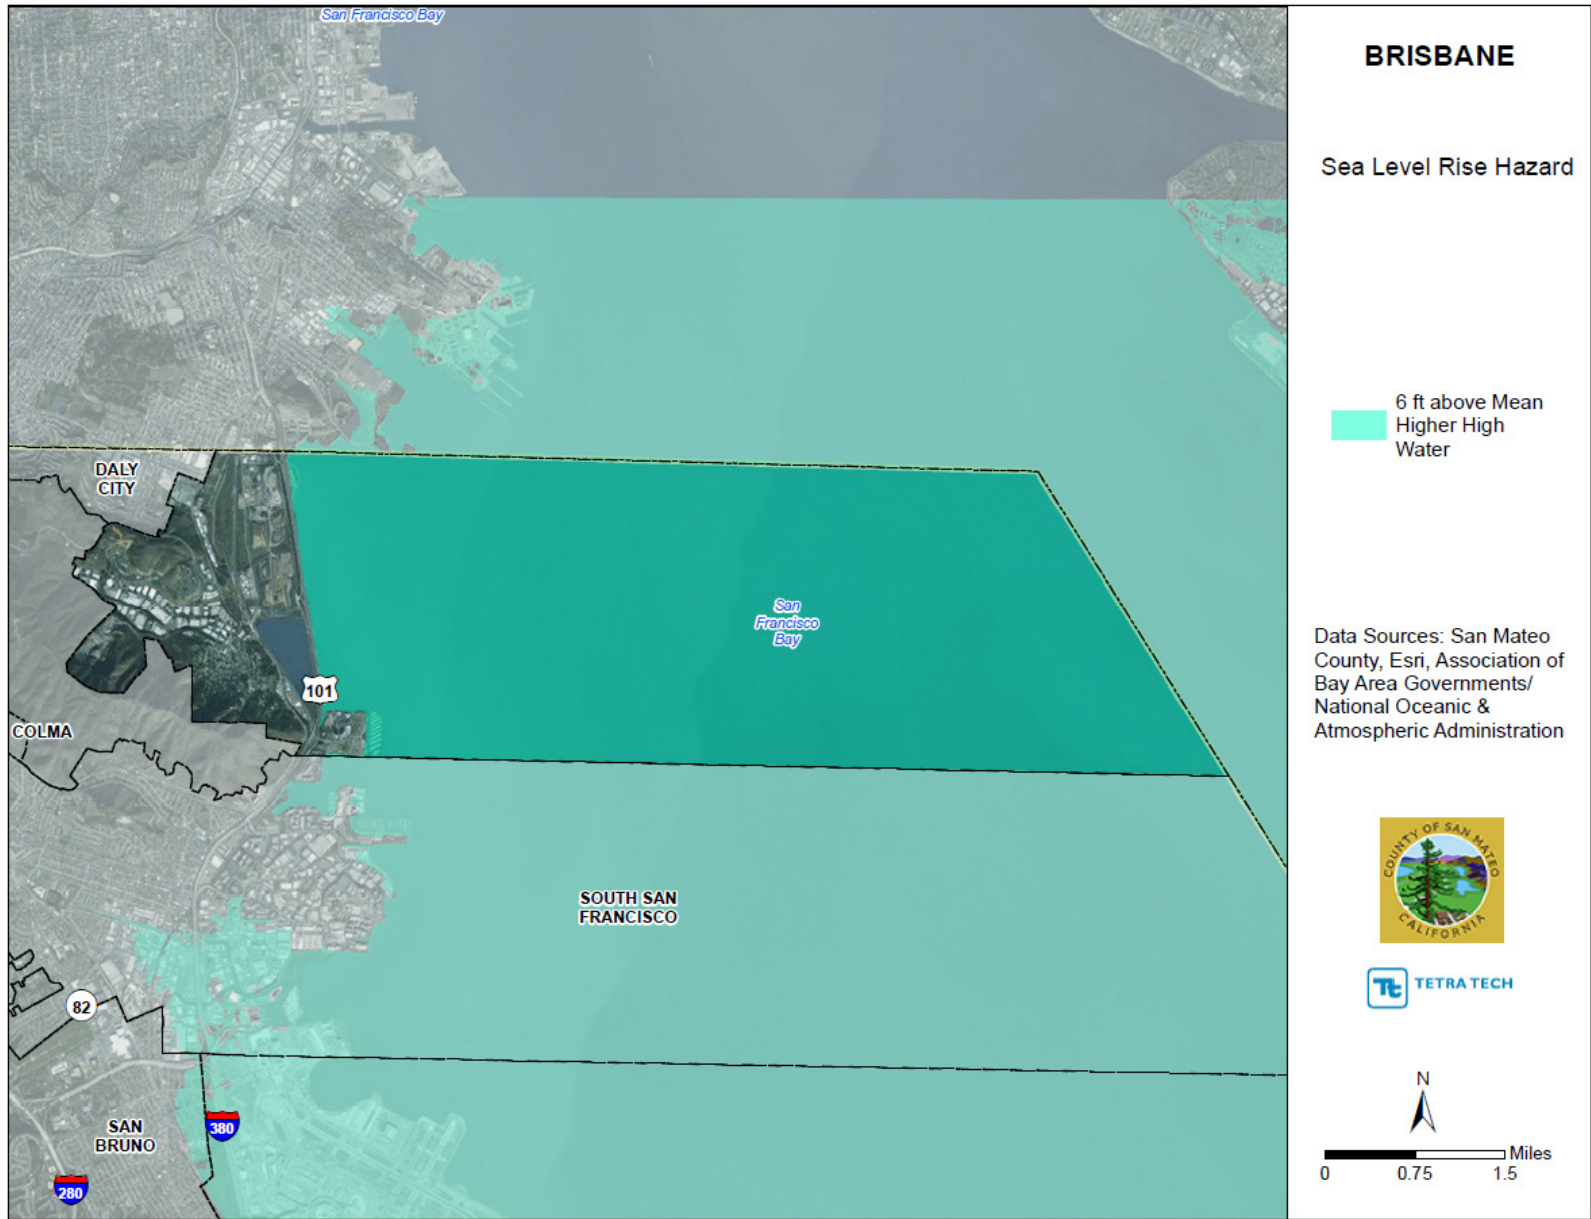 San Francisco Bay
BRISBANE
Sea Level Rise Hazard
6 ft above Mean
Higher High
Water
DALY
CITY
San
Francisco
Bay
101
COLMA
Data Sources: San Mateo
County, Esri, Association of
Bay Area Governments/
National Oceanic &
Atmospheric Administration
COUNTY OF SAN MATEO
CALIFORNIA
SOUTH SAN
FRANCISCO
Tt TETRA TECH
82
N
SAN
BRUNO
380
280
Miles
0 0.75 1.5